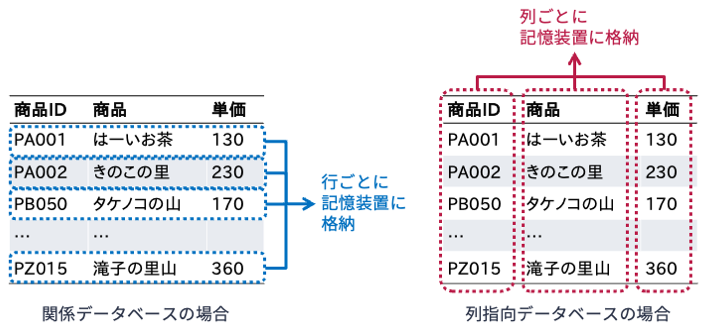 列ごとに
記憶装置に格納
商品ID 商品 単価
PA001 はーいお茶 130
PA002 きのこの里 230
PB050 タケノコの山 170
… …
PZ015 滝子の里山 360
行ごとに
記憶装置に
格納
関係データベースの場合
商品ID 商品 単価
PA001 はーいお茶 130
PA002 きのこの里 230
PB050 タケノコの山 170
… …
PZ015 滝子の里山 360
列指向データベースの場合